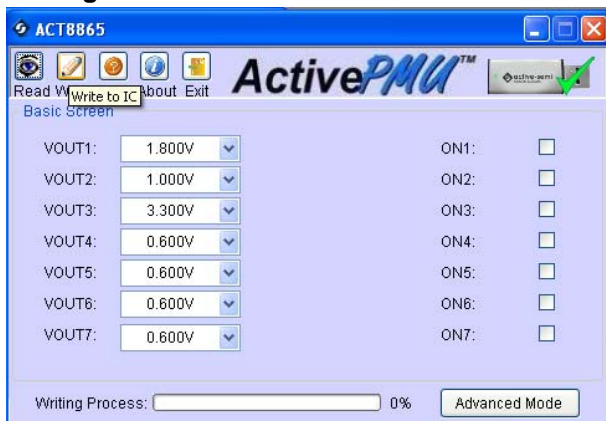 ACT8865
ActivePMU™
active-semi
Read W
Write to IC
About Exit
Basic Screen
VOUT1: 1.800V ON1:
VOUT2: 1.000V ON2:
VOUT3: 3.300V ON3:
VOUT4: 0.600V ON4:
VOUT5: 0.600V ON5:
VOUT6: 0.600V ON6:
VOUT7: 0.600V ON7:
Writing Process: 0% Advanced Mode